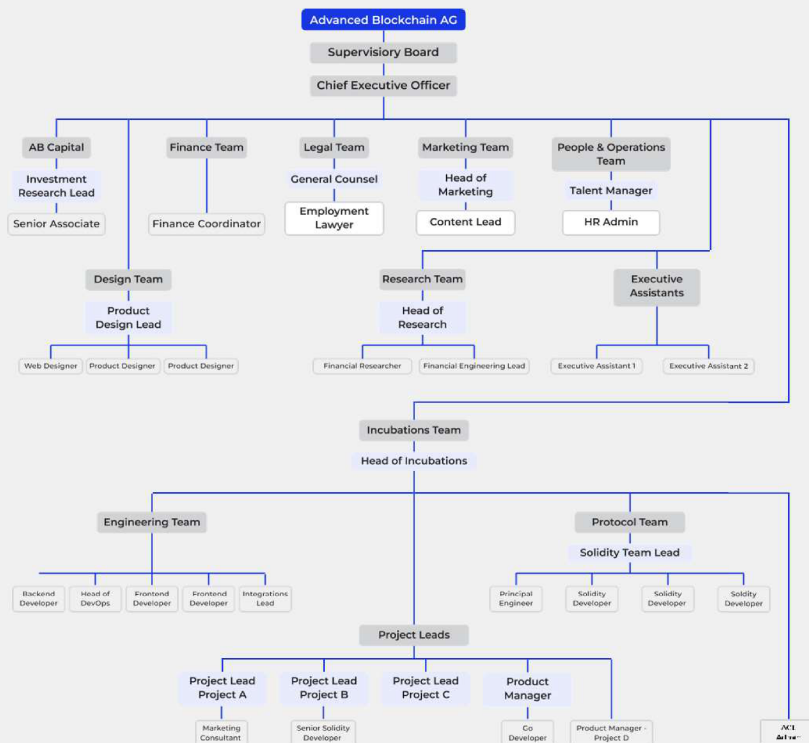 Advanced Blockchain AG
Supervisiory Board
Chief Executive Officer
AB Capital
Finance Team
Legal Team
Marketing Team
People & Operations
Team
Investment
Research Lead
General Counsel
Head of
Marketing
Talent Manager
Senior Associate
Finance Coordinator
Employment
Lawyer
Content Lead
HR Admin
Design Team
Research Team
Executive
Assistants
Product
Design Lead
Head of
Research
Web Designer
Product Designer
Product Designer
Financial Researcher
Financial Engineering Lead
Executive Assistant 1
Executive Assistant 2
Incubations Team
Head of Incubations
Engineering Team
Protocol Team
Solidity Team Lead
Backend
Developer
Head of
DevOps
Frontend
Developer
Frontend
Developer
Integrations
Lead
Principal
Engineer
Solidity
Developer
Solidity
Developer
Soldity
Developer
Project Leads
Project Lead
Project A
Project Lead
Project B
Project Lead
Project C
Product
Manager
Marketing
Consultant
Senior Solidity
Developer
Go
Developer
Product Manager -
Project D